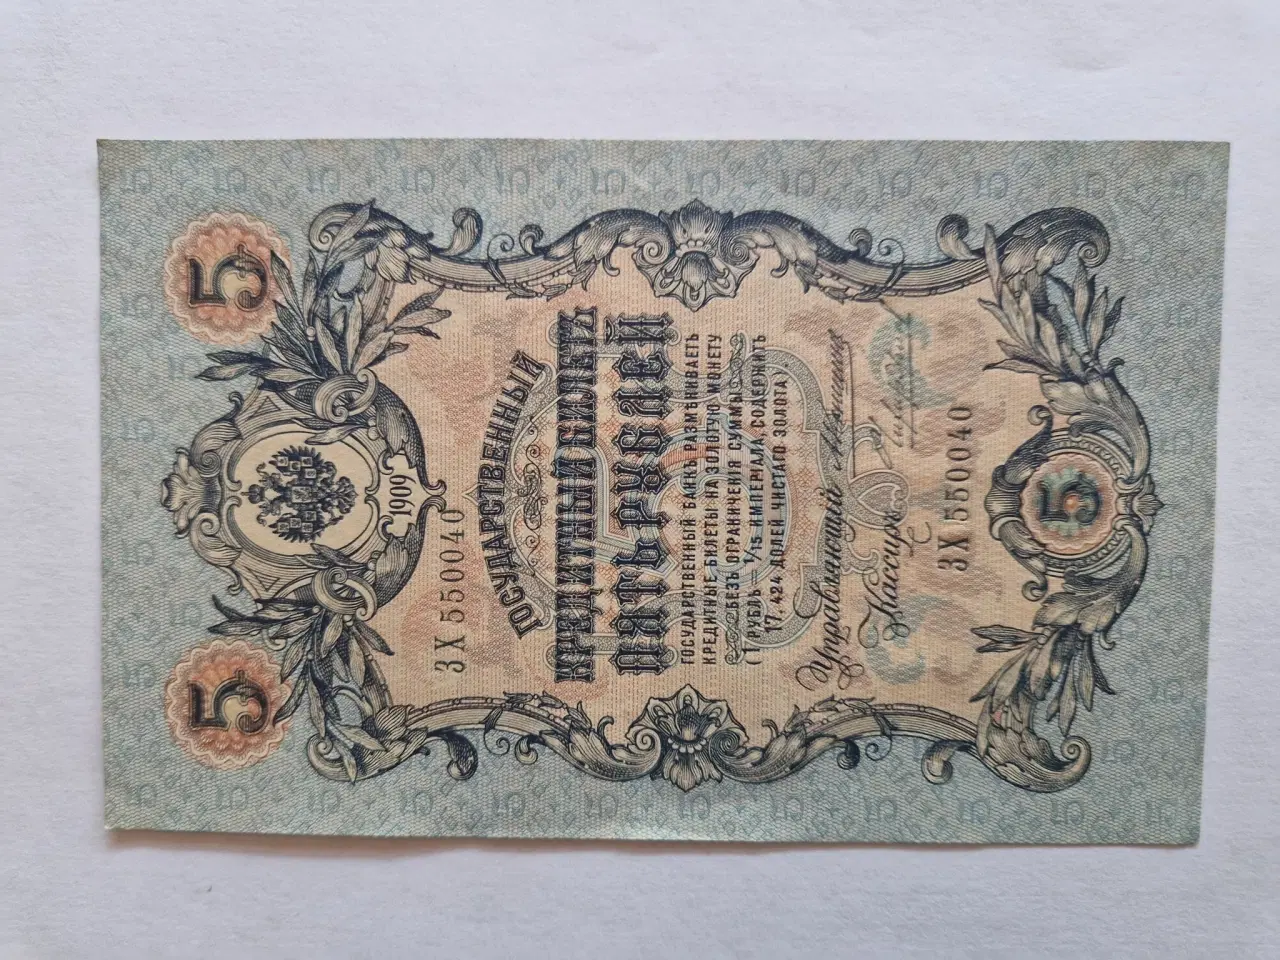 5 5
1909
ЗХ 550040
ГОСУДАРСТВЕННЫЙ
КРЕДИТНЫЙ БИЛЕТЪ
ПЯТЬ РУБЛЕЙ
ГОСУДАРСТВЕННЫЙ БАНКЪ РАЗМѢНИВАЕТЪ
КРЕДИТНЫЕ БИЛЕТЫ НА ЗОЛОТУЮ МОНЕТУ
БЕЗЪ ОГРАНИЧЕНІЯ СУММЫ
(1 РУБЛЬ = 1/15 ИМПЕРІАЛА, СОДЕРЖИТЪ
17,424 ДОЛЕЙ ЧИСТАГО ЗОЛОТА)
Управляющій
Кассиръ
ЗХ 550040
5